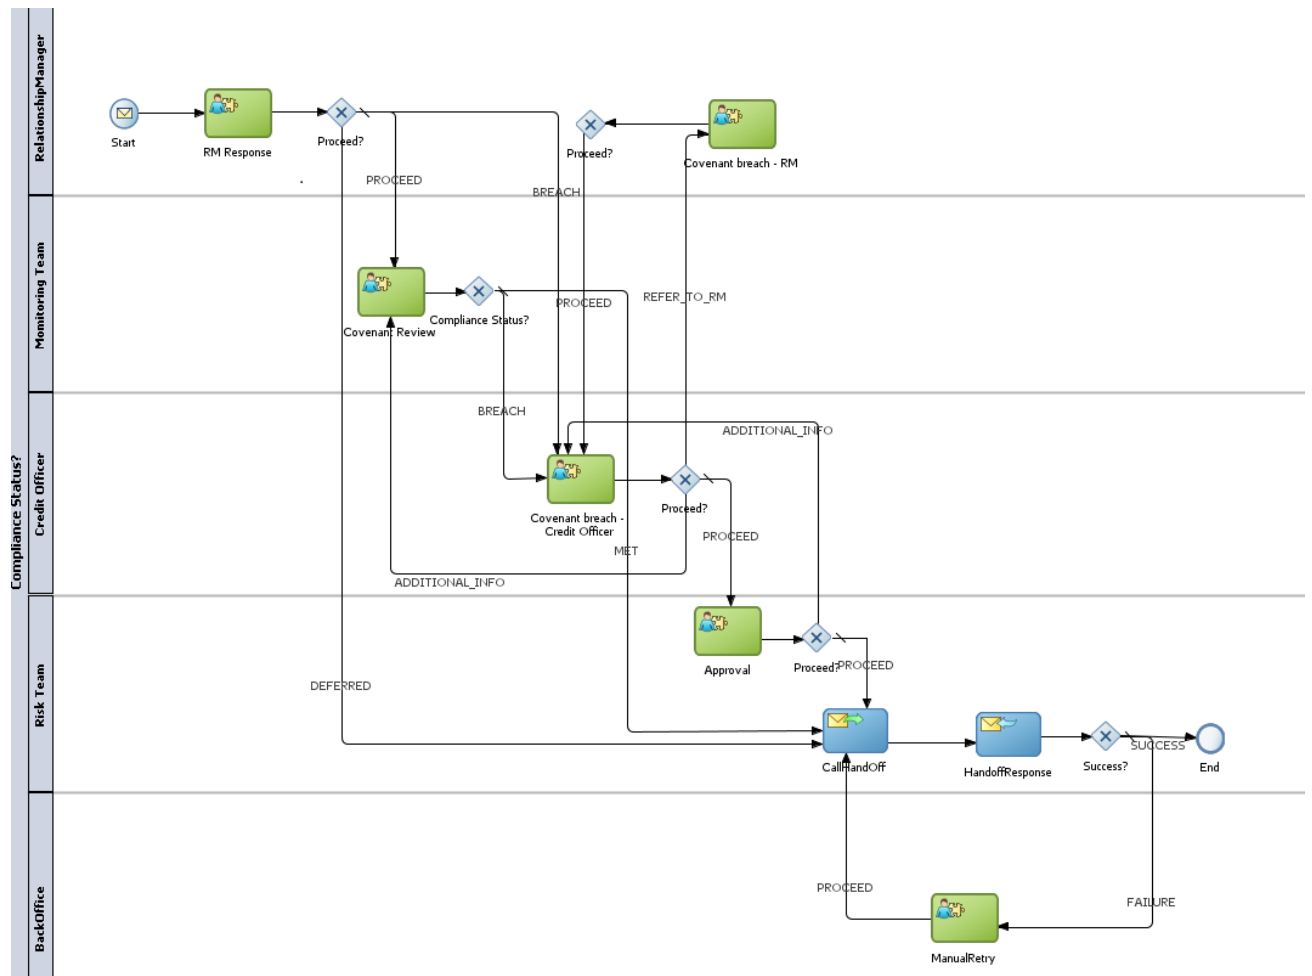 Compliance Status?
RelationshipManager
Start
RM Response
Proceed?
PROCEED
DEFERRED
BREACH
Proceed?
Covenant breach - RM
Momitoring Team
Covenant Review
Compliance Status?
PROCEED
REFER_TO_RM
BREACH
MET
Credit Officer
ADDITIONAL_INFO
Covenant breach -
Credit Officer
Proceed?
PROCEED
ADDITIONAL_INFO
Risk Team
Approval
Proceed?
PROCEED
CallHandOff
HandoffResponse
Success?
SUCCESS
End
BackOffice
PROCEED
FAILURE
ManualRetry